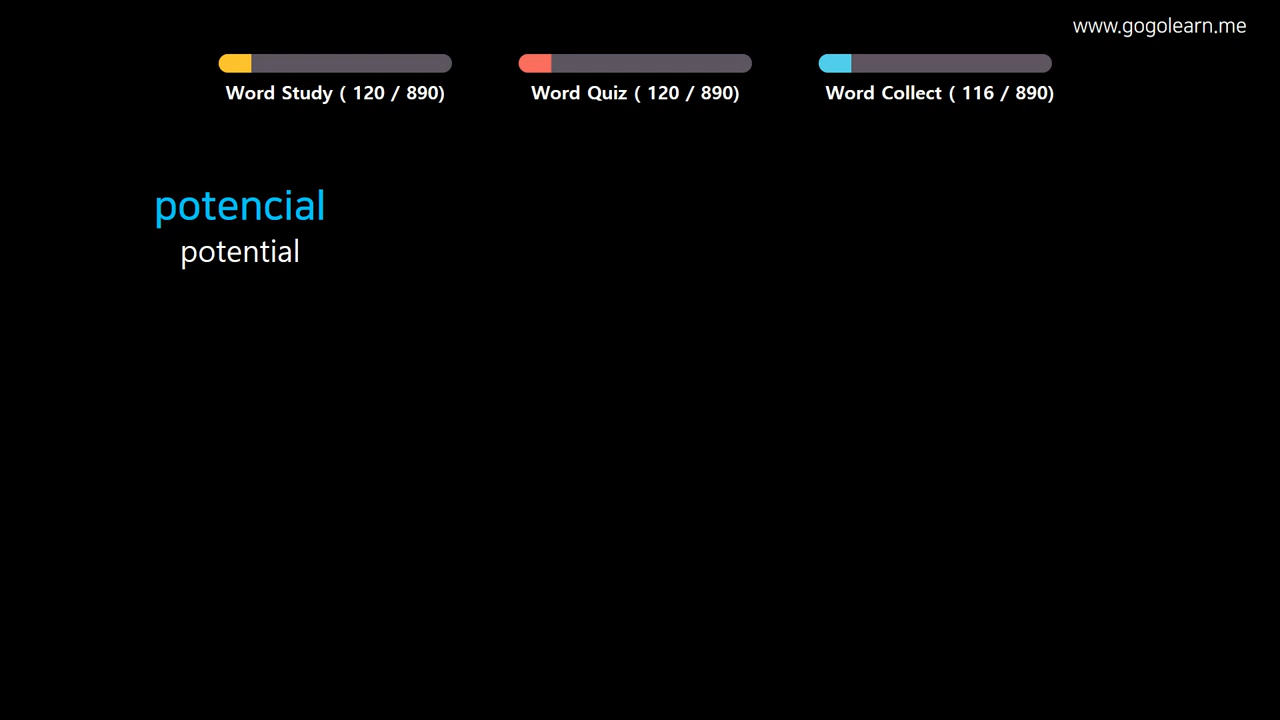 www.gogolearn.me
Word Study ( 120 / 890)
Word Quiz ( 120 / 890)
Word Collect ( 116 / 890)
potencial
potential